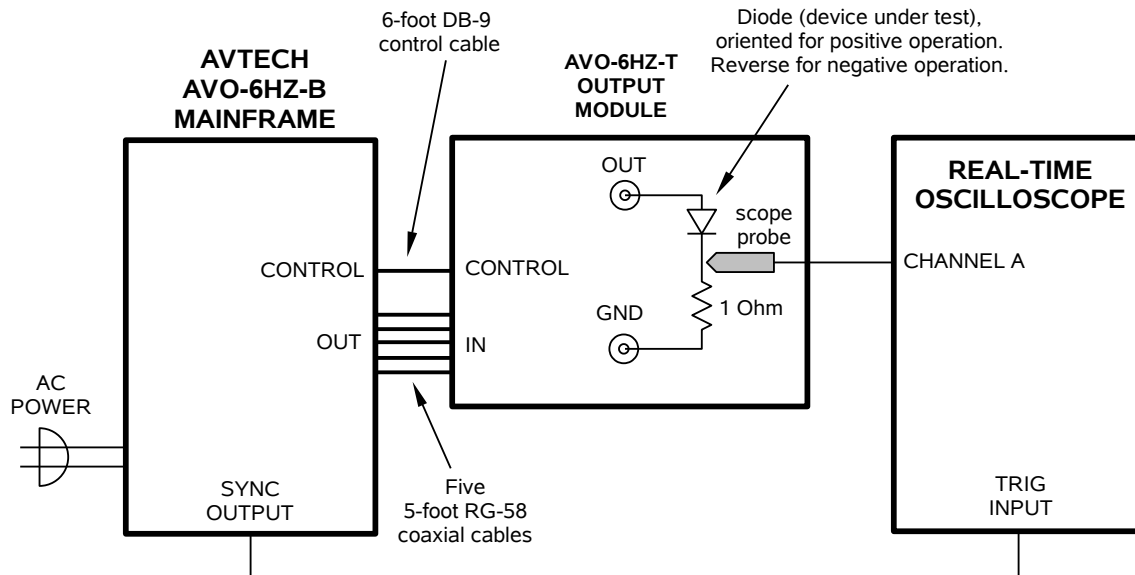 6-foot DB-9
control cable
Diode (device under test),
oriented for positive operation.
Reverse for negative operation.
AVTECH
AVO-6HZ-B
MAINFRAME
AVO-6HZ-T
OUTPUT
MODULE
REAL-TIME
OSCILLOSCOPE
OUT
scope
probe
CONTROL
CONTROL
CHANNEL A
1 Ohm
GND
OUT
IN
AC
POWER
SYNC
OUTPUT
Five
5-foot RG-58
coaxial cables
TRIG
INPUT